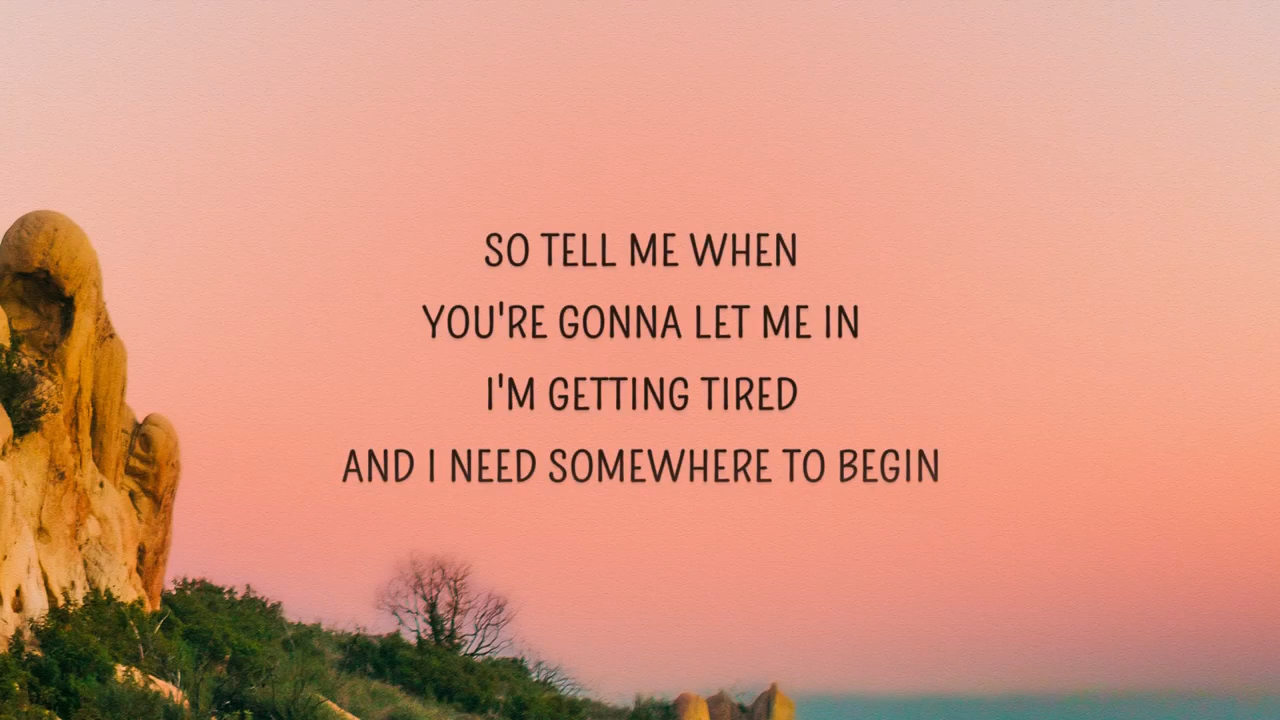 SO TELL ME WHEN
YOU'RE GONNA LET ME IN
I'M GETTING TIRED
AND I NEED SOMEWHERE TO BEGIN